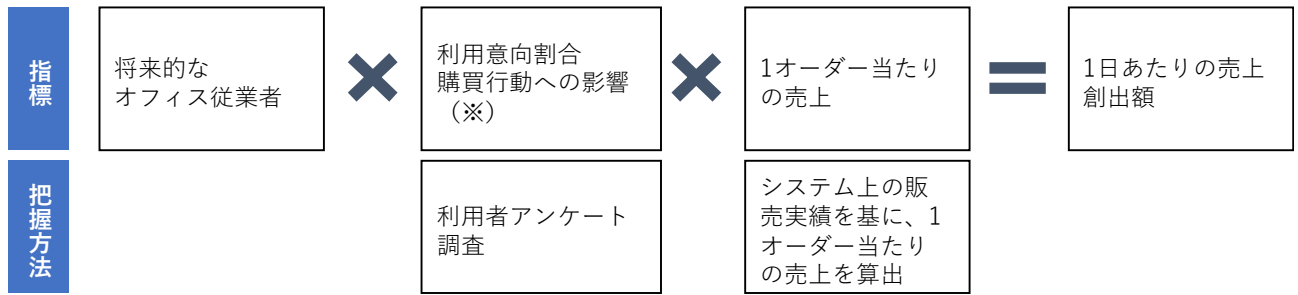 指標
将来的な
オフィス従業者
×
利用意向割合
購買行動への影響
（※）
×
1オーダー当たり
の売上
＝
1日あたりの売上
創出額
把握方法
利用者アンケート
調査
システム上の販
売実績を基に、1
オーダー当たり
の売上を算出